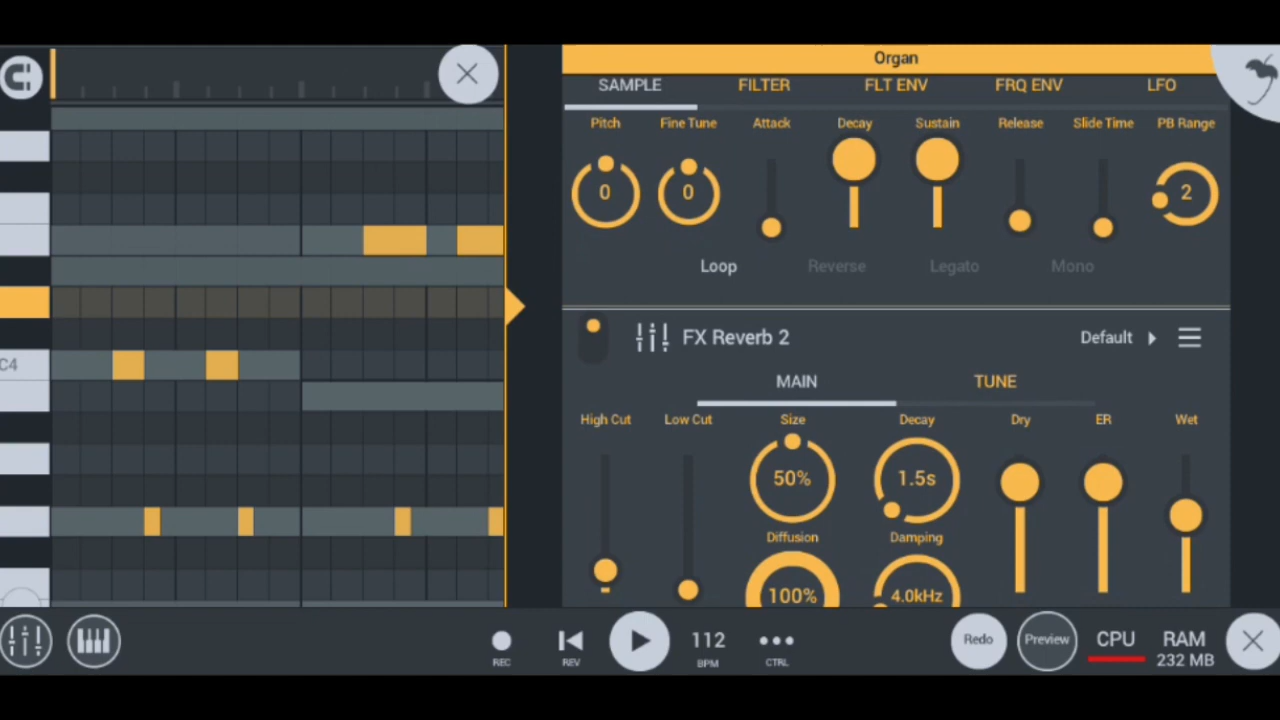 Organ
SAMPLE FILTER FLT ENV FRQ ENV LFO
Pitch Fine Tune Attack Decay Sustain Release Slide Time PB Range
0 0 2
Loop Reverse Legato Mono
FX Reverb 2 Default
MAIN TUNE
High Cut Low Cut Size Decay Dry ER Wet
50% 1.5s
Diffusion Damping
100% 4.0kHz
C4
REC REV 112 BPM CTRL Redo Preview CPU RAM
232 MB